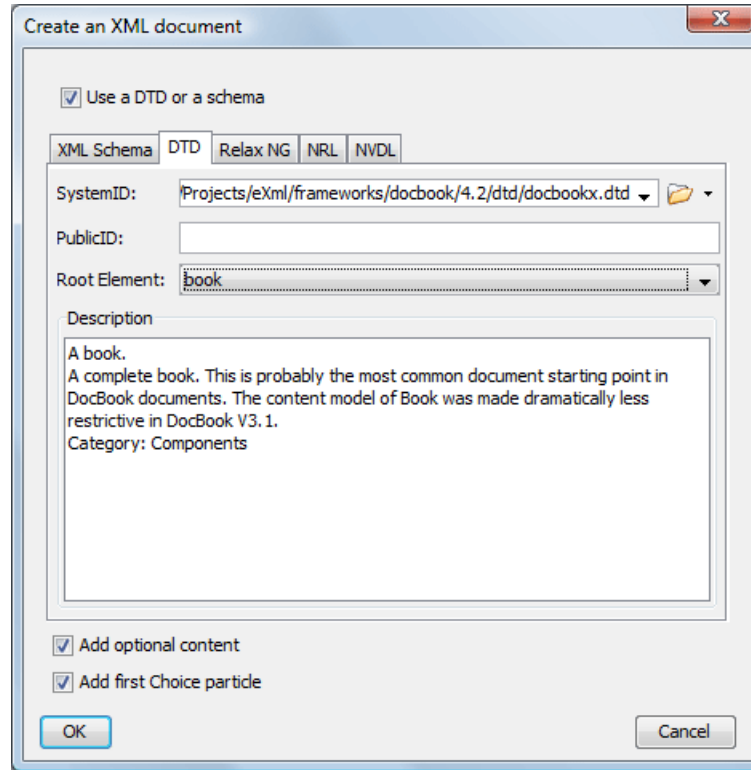 Create an XML document
Use a DTD or a schema
XML Schema DTD Relax NG NRL NVDL
SystemID: /Projects/eXml/frameworks/docbook/4.2/dtd/docbookx.dtd
PublicID:
Root Element: book
Description
A book.
A complete book. This is probably the most common document starting point in
DocBook documents. The content model of Book was made dramatically less
restrictive in DocBook V3.1.
Category: Components
Add optional content
Add first Choice particle
OK Cancel